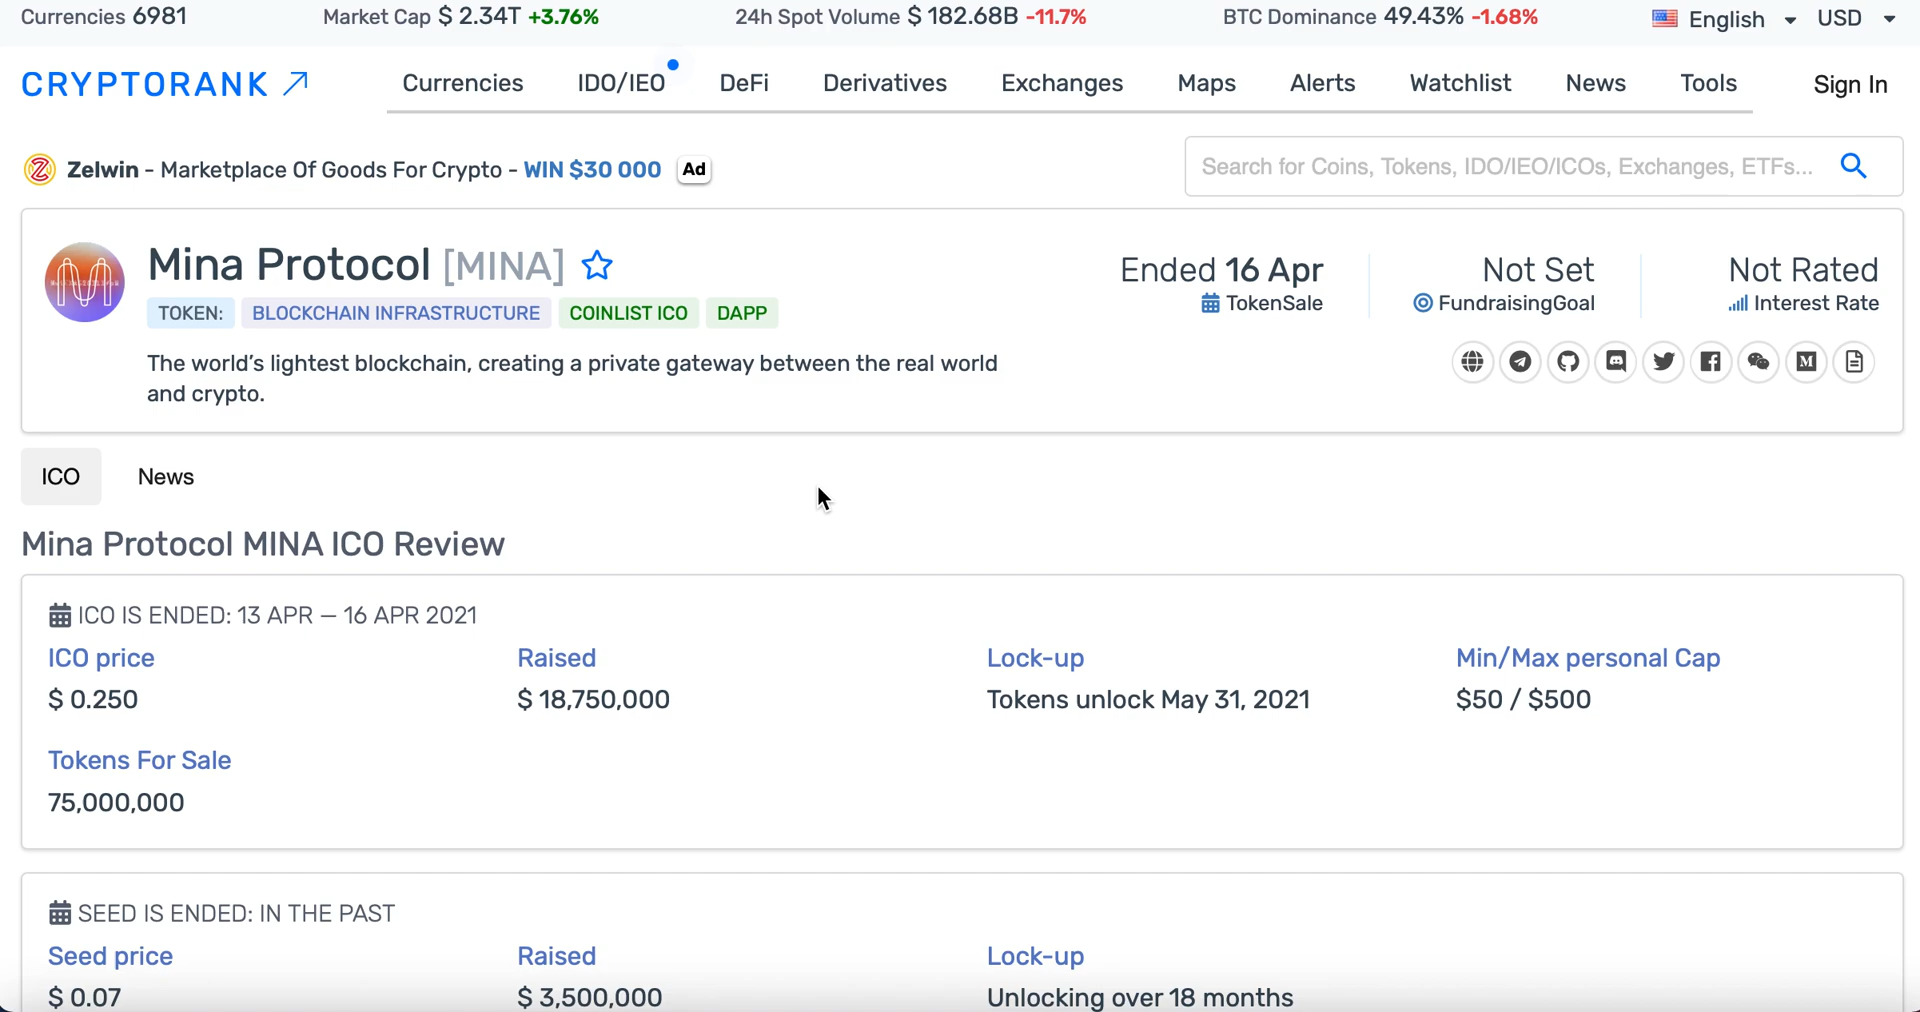 Currencies 6981 Market Cap $ 2.34T +3.76% 24h Spot Volume $ 182.68B -11.7% BTC Dominance 49.43% -1.68% English USD
CRYPTORANK Currencies IDO/IEO DeFi Derivatives Exchanges Maps Alerts Watchlist News Tools Sign In
Zelwin - Marketplace Of Goods For Crypto - WIN $30 000 Ad
Search for Coins, Tokens, IDO/IEO/ICOs, Exchanges, ETFs...
Mina Protocol [MINA]
TOKEN: BLOCKCHAIN INFRASTRUCTURE COINLIST ICO DAPP
The world’s lightest blockchain, creating a private gateway between the real world
and crypto.
Ended 16 Apr Not Set Not Rated
TokenSale FundraisingGoal Interest Rate
ICO News
Mina Protocol MINA ICO Review
ICO IS ENDED: 13 APR — 16 APR 2021
ICO price Raised Lock-up Min/Max personal Cap
$ 0.250 $ 18,750,000 Tokens unlock May 31, 2021 $50 / $500
Tokens For Sale
75,000,000
SEED IS ENDED: IN THE PAST
Seed price Raised Lock-up
$ 0.07 $ 3,500,000 Unlocking over 18 months